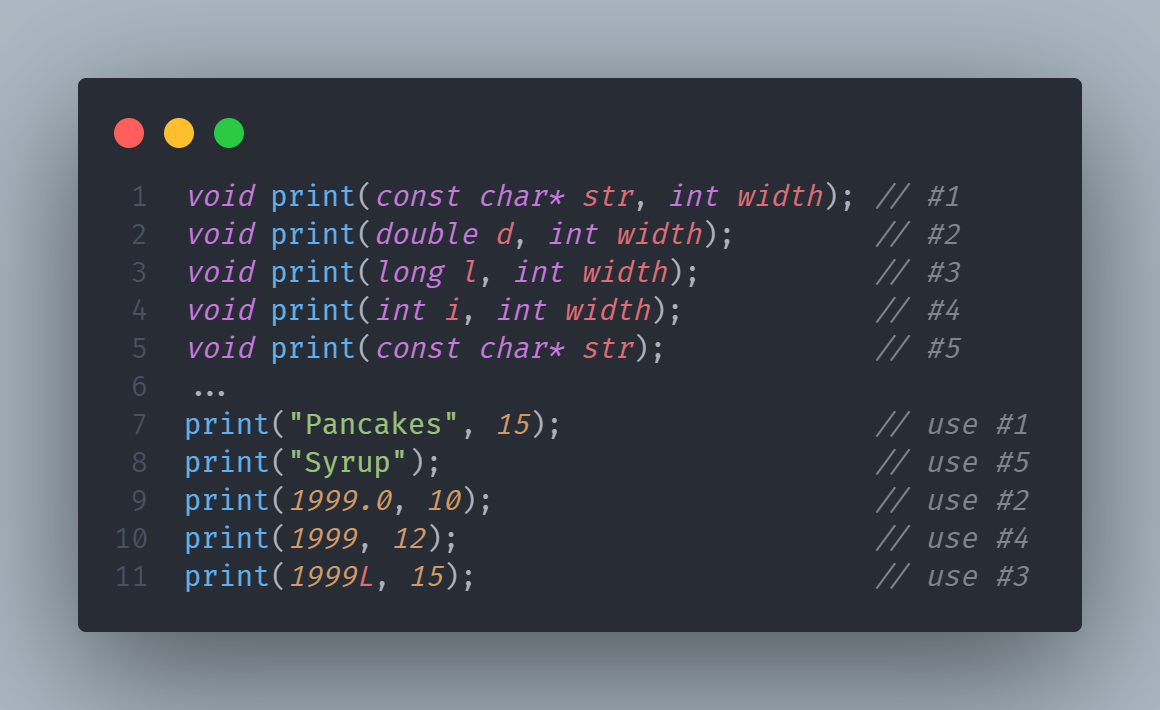 1 void print(const char* str, int width); // #1
2 void print(double d, int width);        // #2
3 void print(long l, int width);          // #3
4 void print(int i, int width);           // #4
5 void print(const char* str);            // #5
6 ...
7 print("Pancakes", 15);                  // use #1
8 print("Syrup");                         // use #5
9 print(1999.0, 10);                      // use #2
10 print(1999, 12);                        // use #4
11 print(1999L, 15);                       // use #3